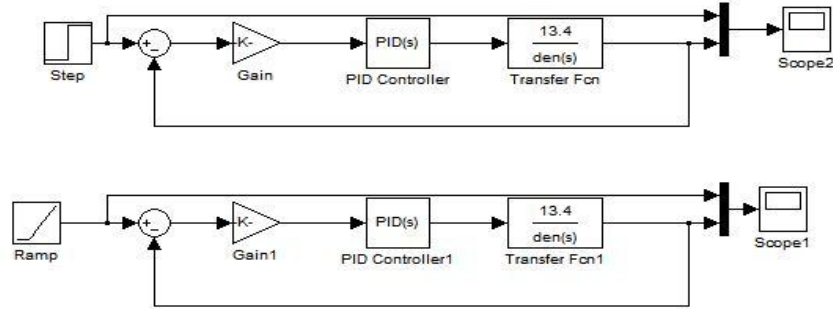 Step
+
-
K-
Gain
PID(s)
PID Controller
13.4
den(s)
Transfer Fcn
Scope2
Ramp
+
-
K-
Gain1
PID(s)
PID Controller1
13.4
den(s)
Transfer Fcn1
Scope1